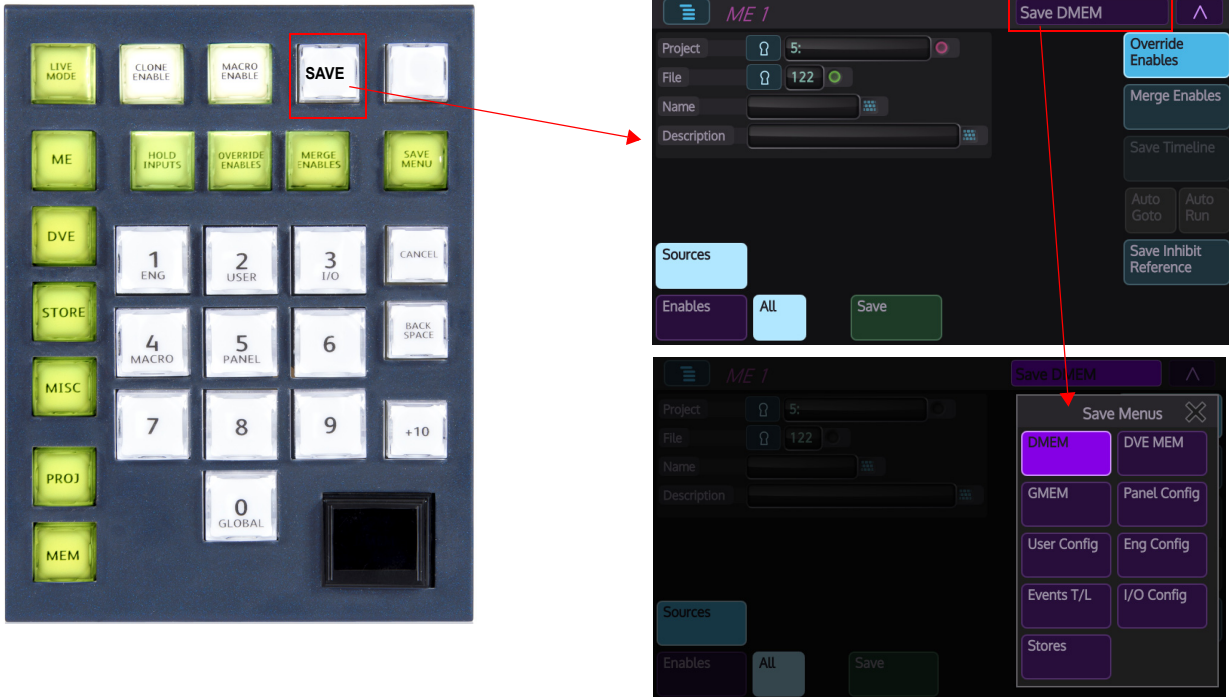 LIVE
MODE
CLONE
ENABLE
MACRO
ENABLE
SAVE
ME
HOLD
INPUTS
OVERRIDE
ENABLES
MERGE
ENABLES
SAVE
MENU
DVE
1
ENG
2
USER
3
I/O
CANCEL
STORE
4
MACRO
5
PANEL
6
BACK
SPACE
MISC
7
8
9
+10
PROJ
0
GLOBAL
MEM
ME 1
Save DMEM
Project
5:
File
122
Name
Description
Override
Enables
Merge Enables
Save Timeline
Auto
Goto
Auto
Run
Save Inhibit
Reference
Sources
Enables
All
Save
ME 1
Save DMEM
Project
5:
File
122
Name
Description
Sources
Enables
All
Save
Save Menus
DMEM
DVE MEM
GMEM
Panel Config
User Config
Eng Config
Events T/L
I/O Config
Stores